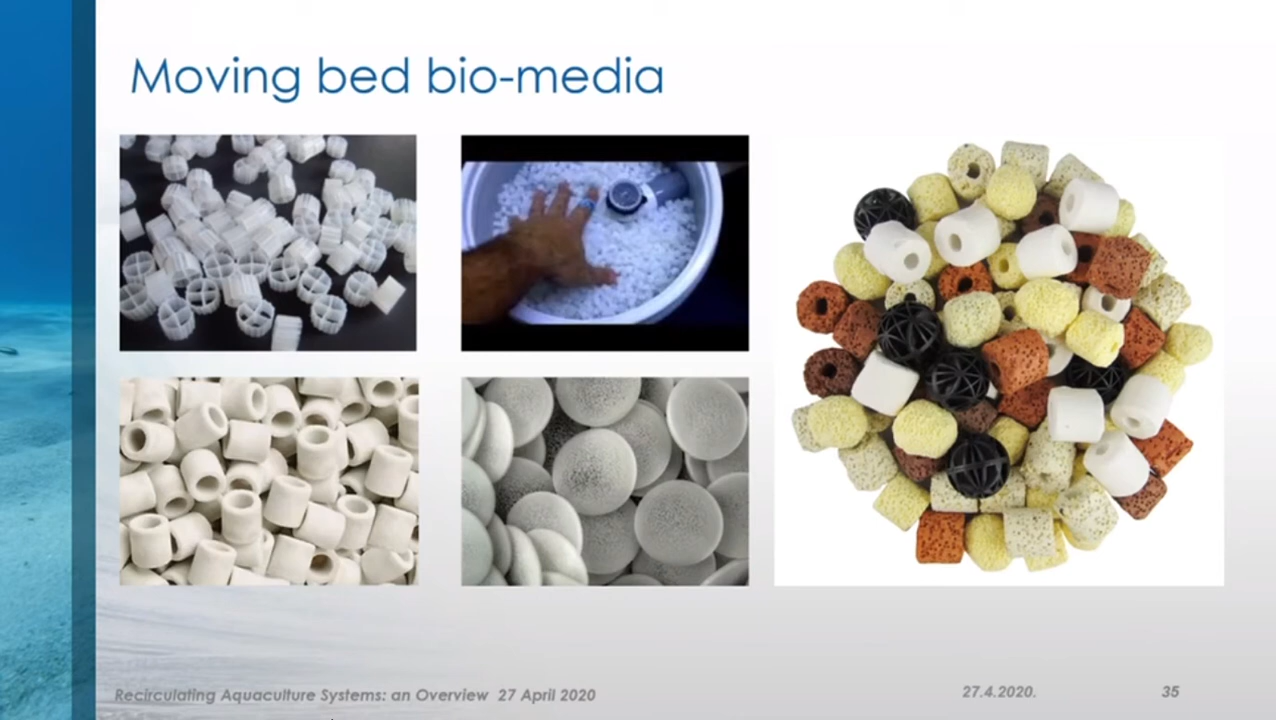 Moving bed bio-media
Recirculating Aquaculture Systems: an Overview 27 April 2020
27.4.2020.
35